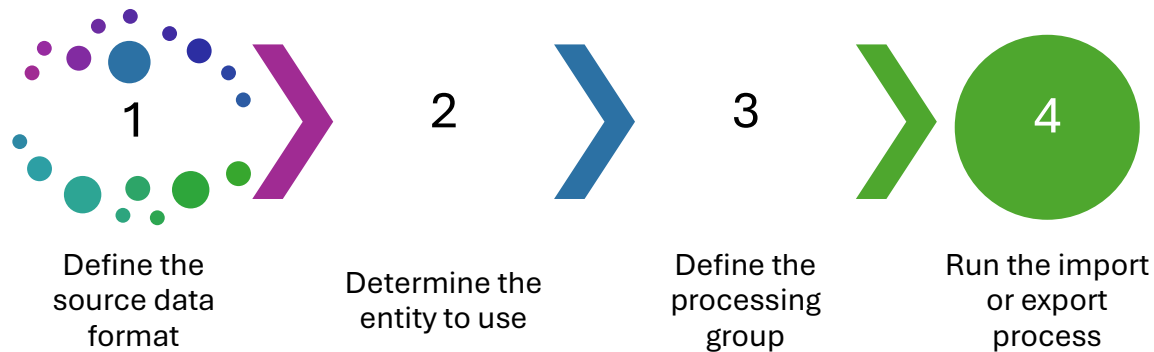 1
Define the
source data
format
2
Determine the
entity to use
3
Define the
processing
group
4
Run the import
or export
process